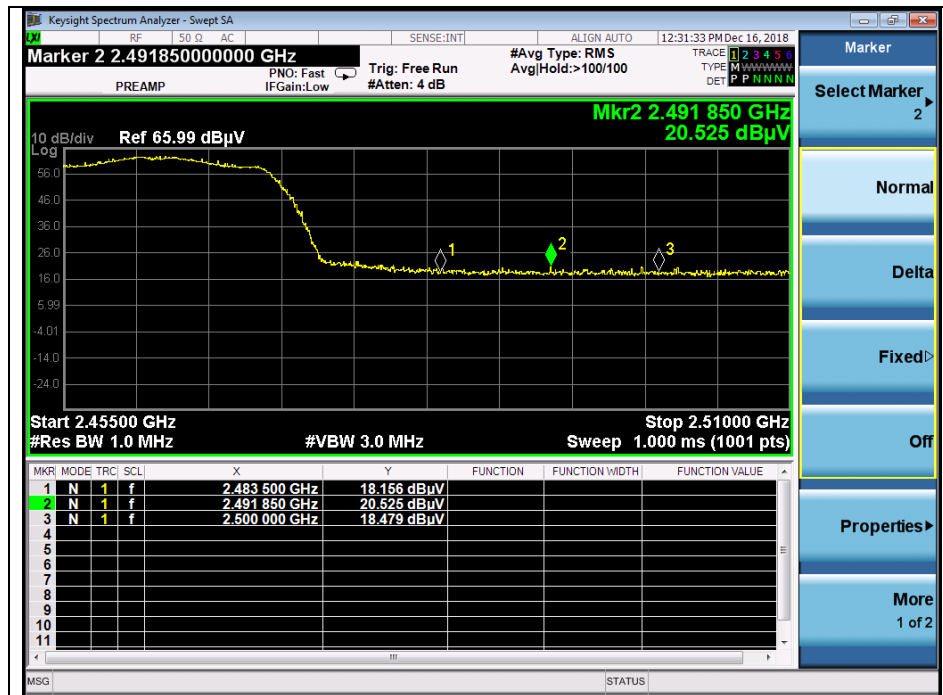 Keysight Spectrum Analyzer - Swept SA
LXI RF 50 Ω AC SENSE:INT ALIGN AUTO 12:31:33 PM Dec 16, 2018
Marker 2 2.491850000000 GHz
PREAMP
PNO: Fast
IFGain:Low
Trig: Free Run
#Atten: 4 dB
#Avg Type: RMS
Avg|Hold:>100/100
TRACE 1 2 3 4 5 6
TYPE M W W W W W
DET P P N N N N
Mkr2 2.491 850 GHz
20.525 dBµV
10 dB/div Ref 65.99 dBµV
Log
56.0
46.0
36.0
26.0
16.0
5.99
-4.01
-14.0
-24.0
1
2
3
Start 2.45500 GHz Stop 2.51000 GHz
#Res BW 1.0 MHz #VBW 3.0 MHz Sweep 1.000 ms (1001 pts)
MKR MODE TRC SCL X Y FUNCTION FUNCTION WIDTH FUNCTION VALUE
1 N 1 f 2.483 500 GHz 18.156 dBµV
2 N 1 f 2.491 850 GHz 20.525 dBµV
3 N 1 f 2.500 000 GHz 18.479 dBµV
4
5
6
7
8
9
10
11
MSG STATUS
Marker
Select Marker
2
Normal
Delta
Fixed
Off
Properties
More
1 of 2